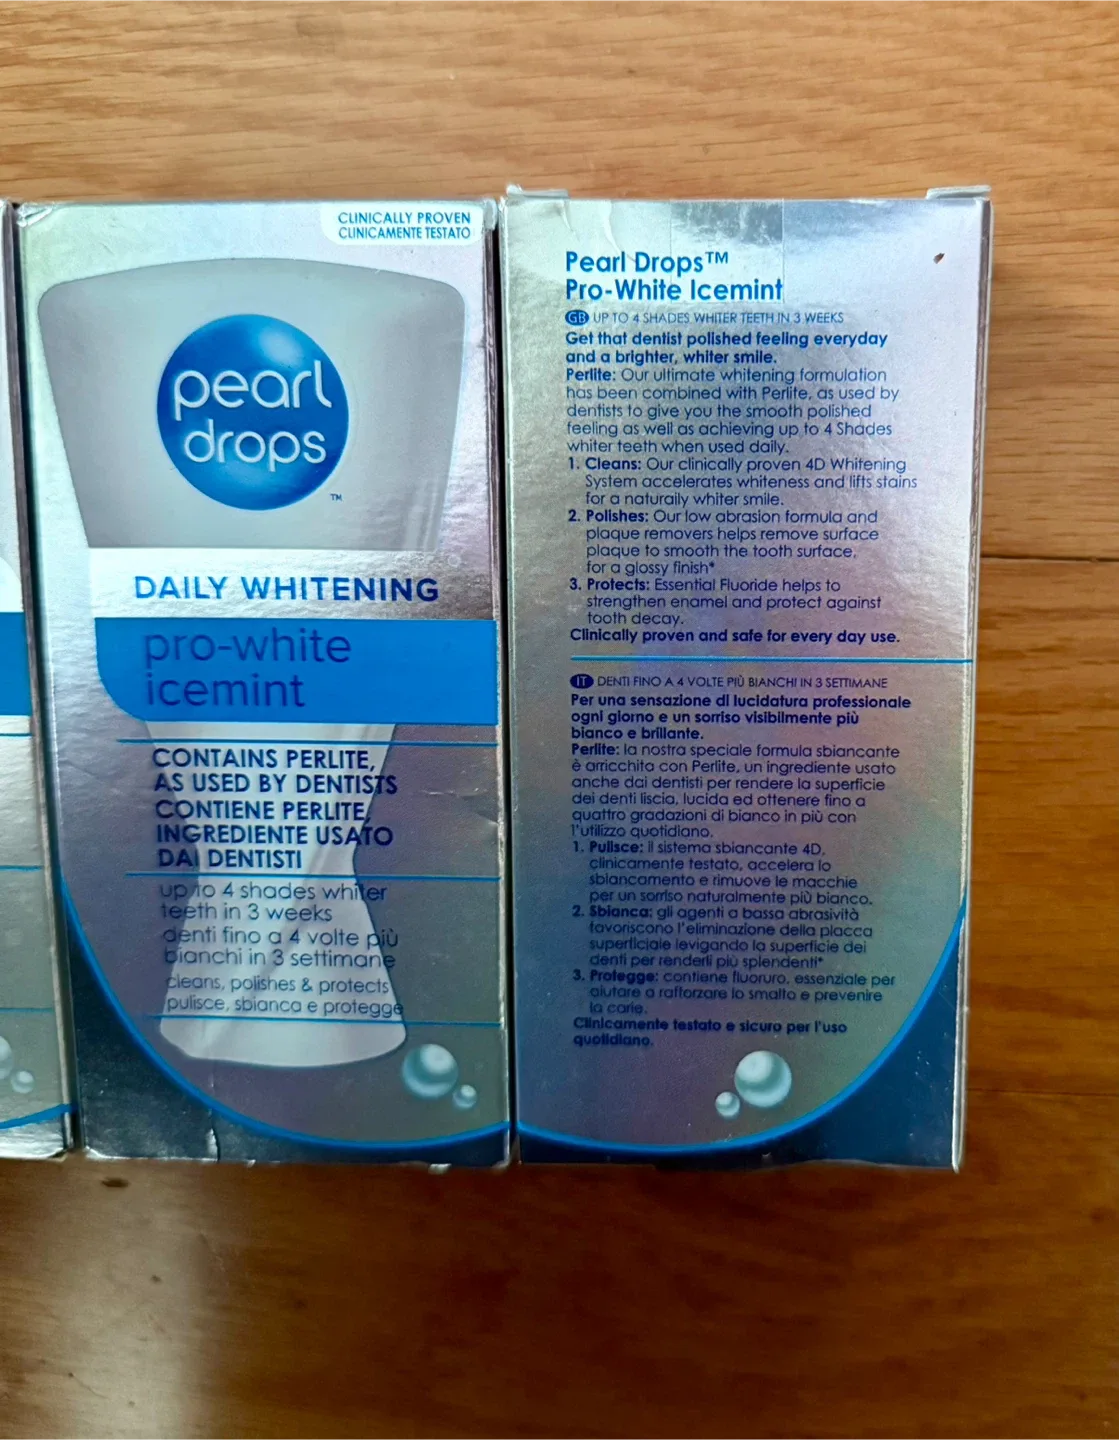 CLINICALLY PROVEN
CLINICAMENTE TESTATO
pearl
drops
TM
DAILY WHITENING
pro-white
icemint
CONTAINS PERLITE,
AS USED BY DENTISTS
CONTIENE PERLITE,
INGREDIENTE USATO
DAI DENTISTI
up to 4 shades whiter
teeth in 3 weeks
denti fino a 4 volte più
bianchi in 3 settimane
cleans, polishes & protects
pulisce, sbianca e protegge
Pearl Drops™
Pro-White Icemint
GB UP TO 4 SHADES WHITER TEETH IN 3 WEEKS
Get that dentist polished feeling everyday
and a brighter, whiter smile.
Perlite: Our ultimate whitening formulation
has been combined with Perlite, as used by
dentists to give you the smooth polished
feeling as well as achieving up to 4 Shades
whiter teeth when used daily.
1. Cleans: Our clinically proven 4D Whitening
System accelerates whiteness and lifts stains
for a naturally whiter smile.
2. Polishes: Our low abrasion formula and
plaque removers helps remove surface
plaque to smooth the tooth surface,
for a glossy finish*
3. Protects: Essential Fluoride helps to
strengthen enamel and protect against
tooth decay.
Clinically proven and safe for every day use.
IT DENTI FINO A 4 VOLTE PIÙ BIANCHI IN 3 SETTIMANE
Per una sensazione di lucidatura professionale
ogni giorno e un sorriso visibilmente più
bianco e brillante.
Perlite: la nostra speciale formula sbiancante
è arricchita con Perlite, un ingrediente usato
anche dai dentisti per rendere la superficie
dei denti liscia, lucida ed ottenere fino a
quattro gradazioni di bianco in più con
l'utilizzo quotidiano.
1. Pulisce: il sistema sbiancante 4D,
clinicamente testato, accelera lo
sbiancamento e rimuove le macchie
per un sorriso naturalmente più bianco.
2. Sbianca: gli agenti a bassa abrasività
favoriscono l'eliminazione della placca
superficiale levigando la superficie dei
denti per renderli più splendenti*
3. Protegge: contiene fluoruro, essenziale per
aiutare a rafforzare lo smalto e prevenire
la carie.
Clinicamente testato e sicuro per l'uso
quotidiano.